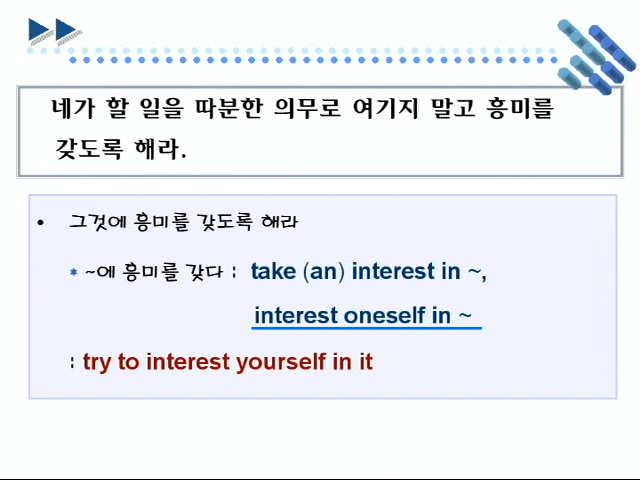 네가 할 일을 따분한 의무로 여기지 말고 흥미를
갖도록 해라.
• 그것에 흥미를 갖도록 해라
* ~에 흥미를 갖다 : take (an) interest in ~,
interest oneself in ~
: try to interest yourself in it